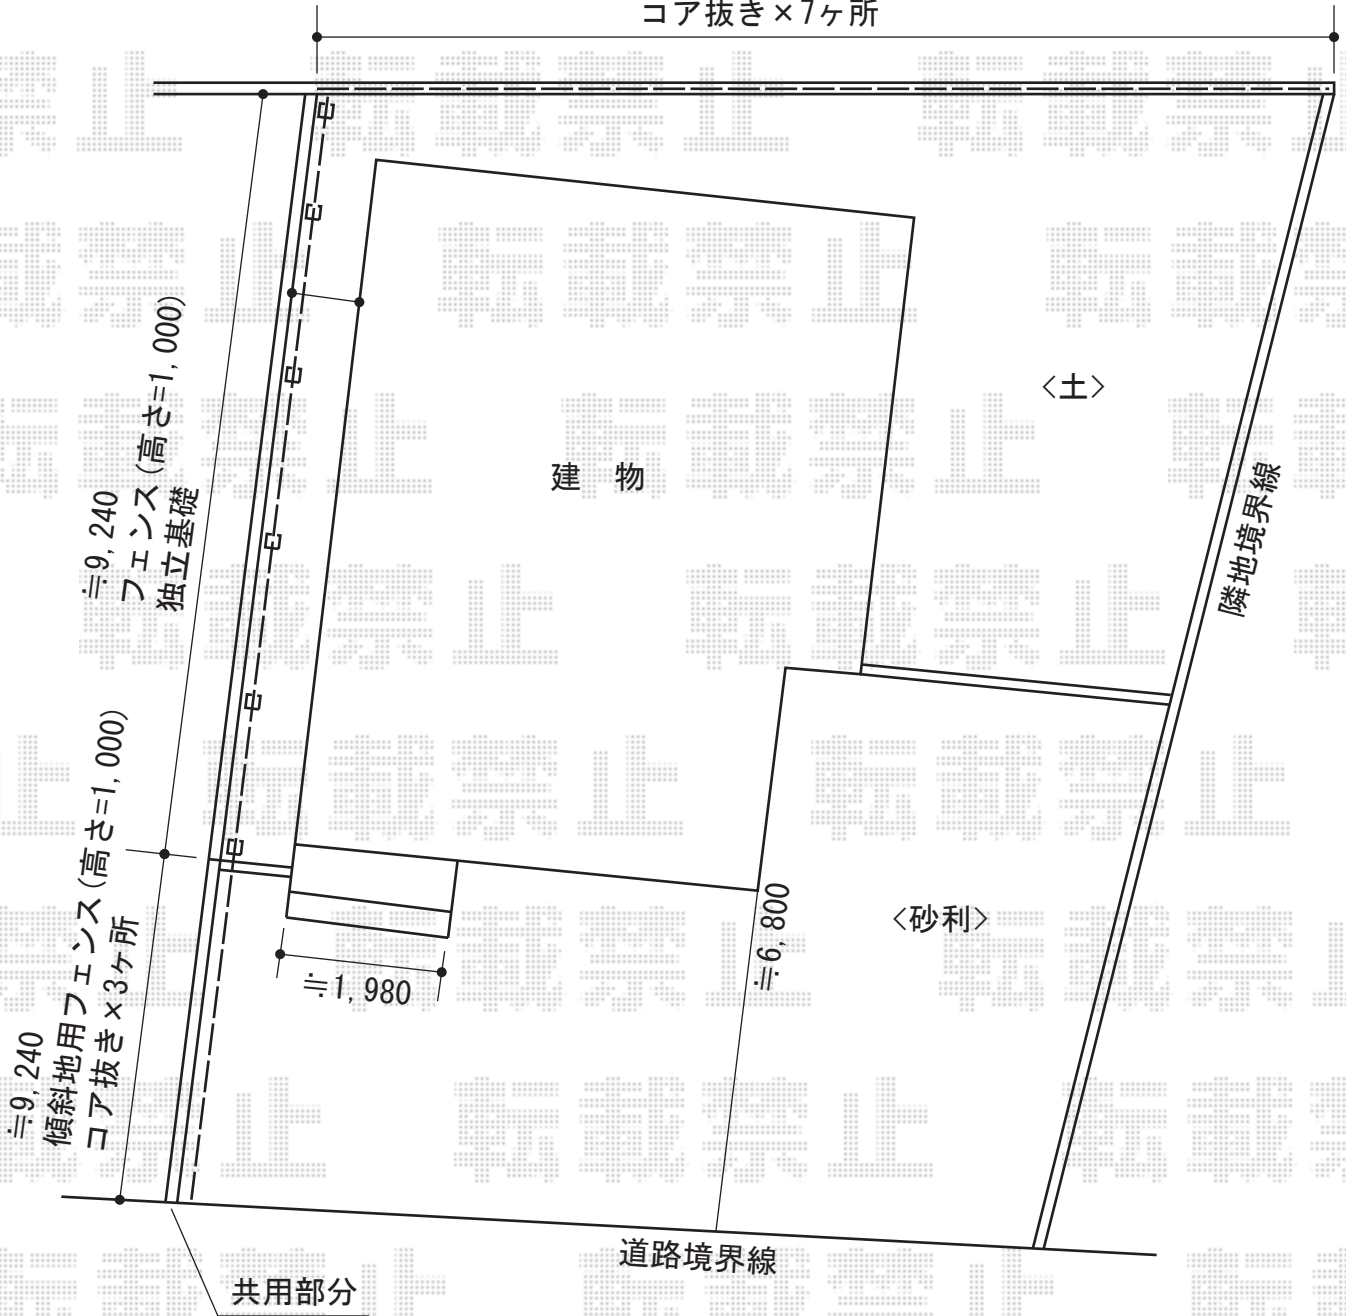 コア抜き×7ヶ所
≒9,240
フェンス(高さ=1,000)
独立基礎
建 物
<土>
隣地境界線
≒9,240
傾斜地用フェンス(高さ=1,000)
コア抜き×3ヶ所
≒1,980
≒6,800
<砂利>
道路境界線
共用部分
転載禁止